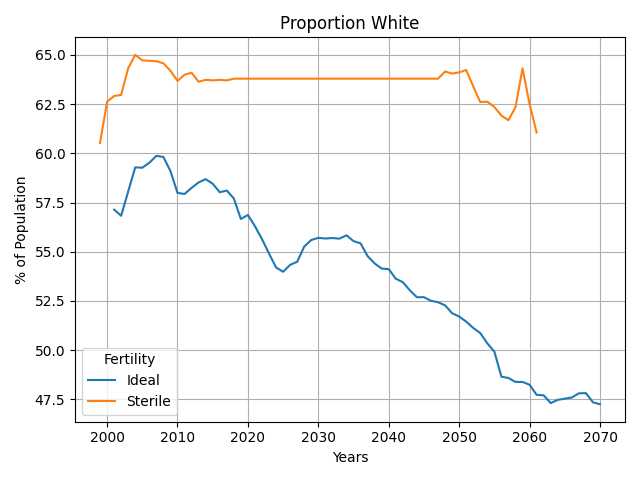 Proportion White
% of Population
65.0
62.5
60.0
57.5
55.0
52.5
50.0
47.5
Fertility
Ideal
Sterile
2000 2010 2020 2030 2040 2050 2060 2070
Years